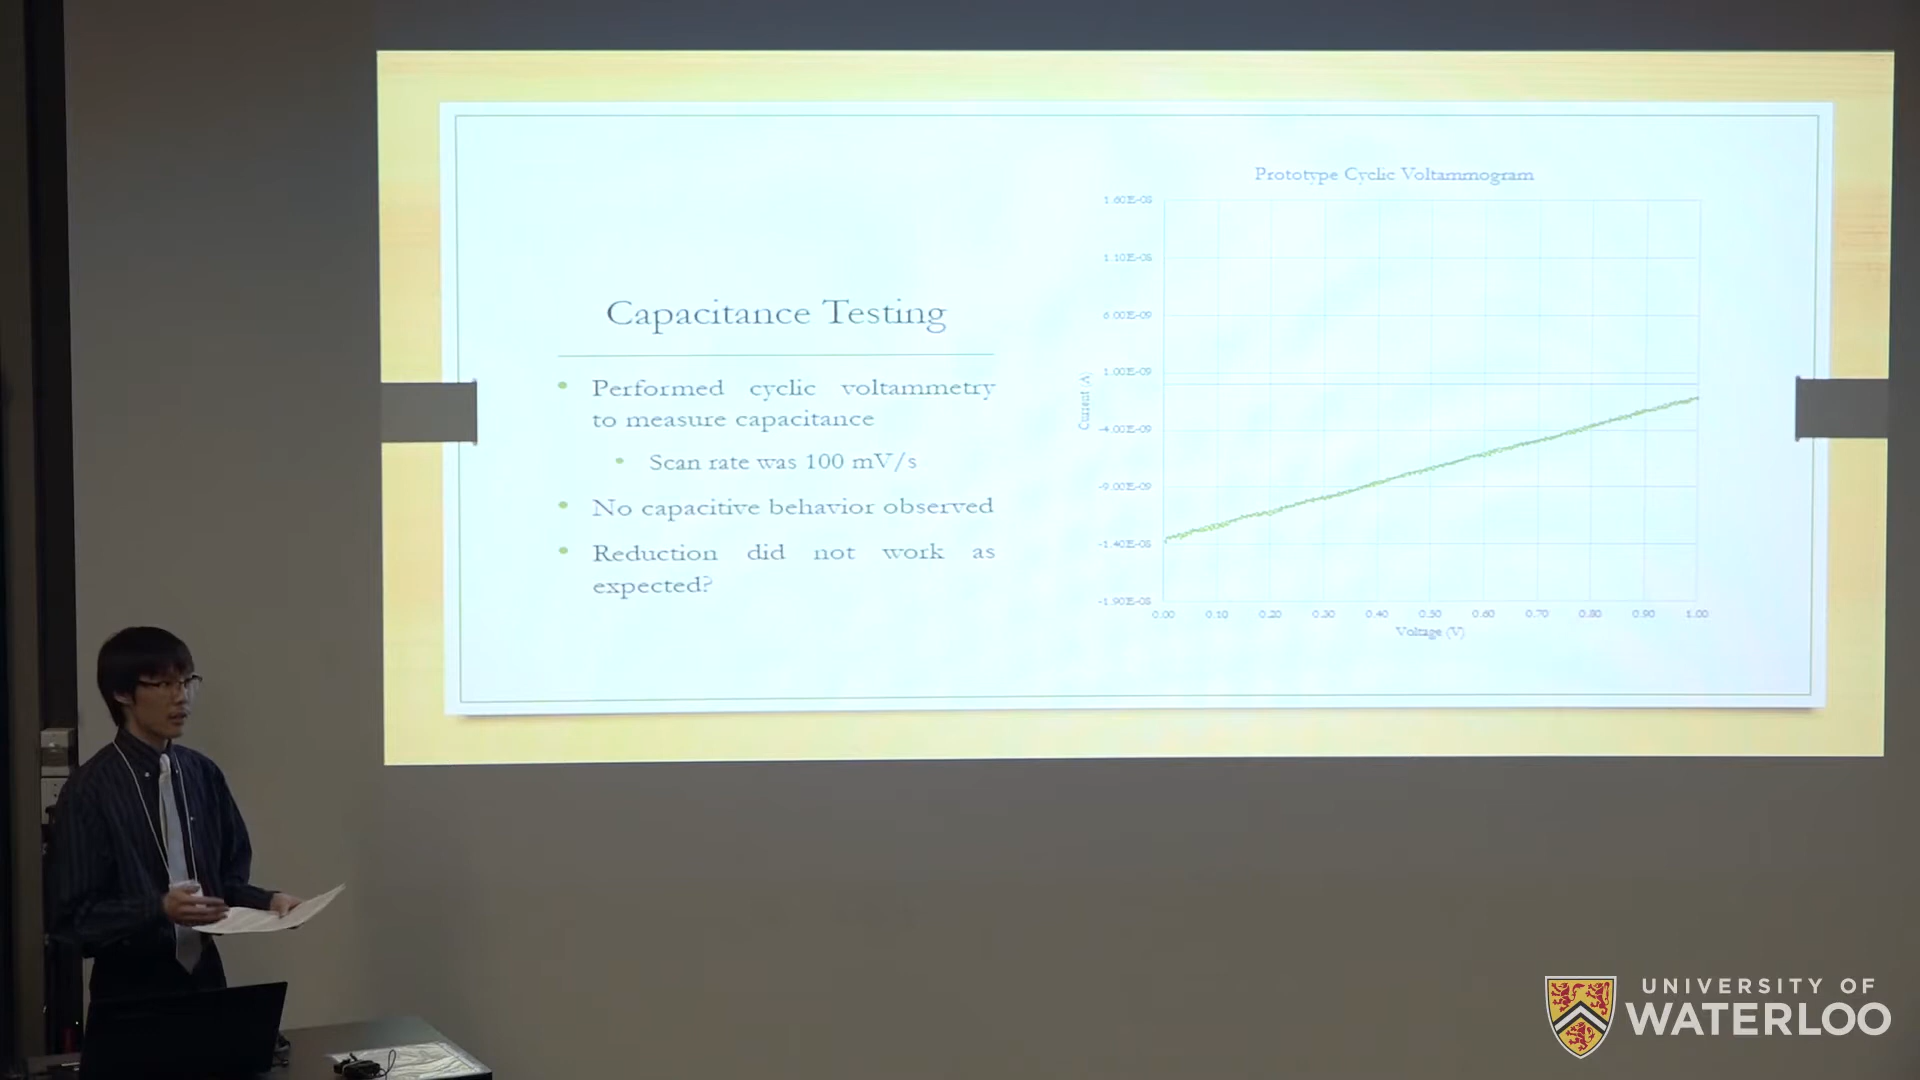 Prototype Cyclic Voltammogram
1.60E-08
1.10E-08
6.00E-09
1.00E-09
-4.00E-09
-9.00E-09
-1.40E-08
-1.90E-08
Current (A)
0.00 0.10 0.20 0.30 0.40 0.50 0.60 0.70 0.80 0.90 1.00
Voltage (V)
Capacitance Testing
• Performed cyclic voltammetry
to measure capacitance
• Scan rate was 100 mV/s
• No capacitive behavior observed
• Reduction did not work as
expected?
UNIVERSITY OF
WATERLOO